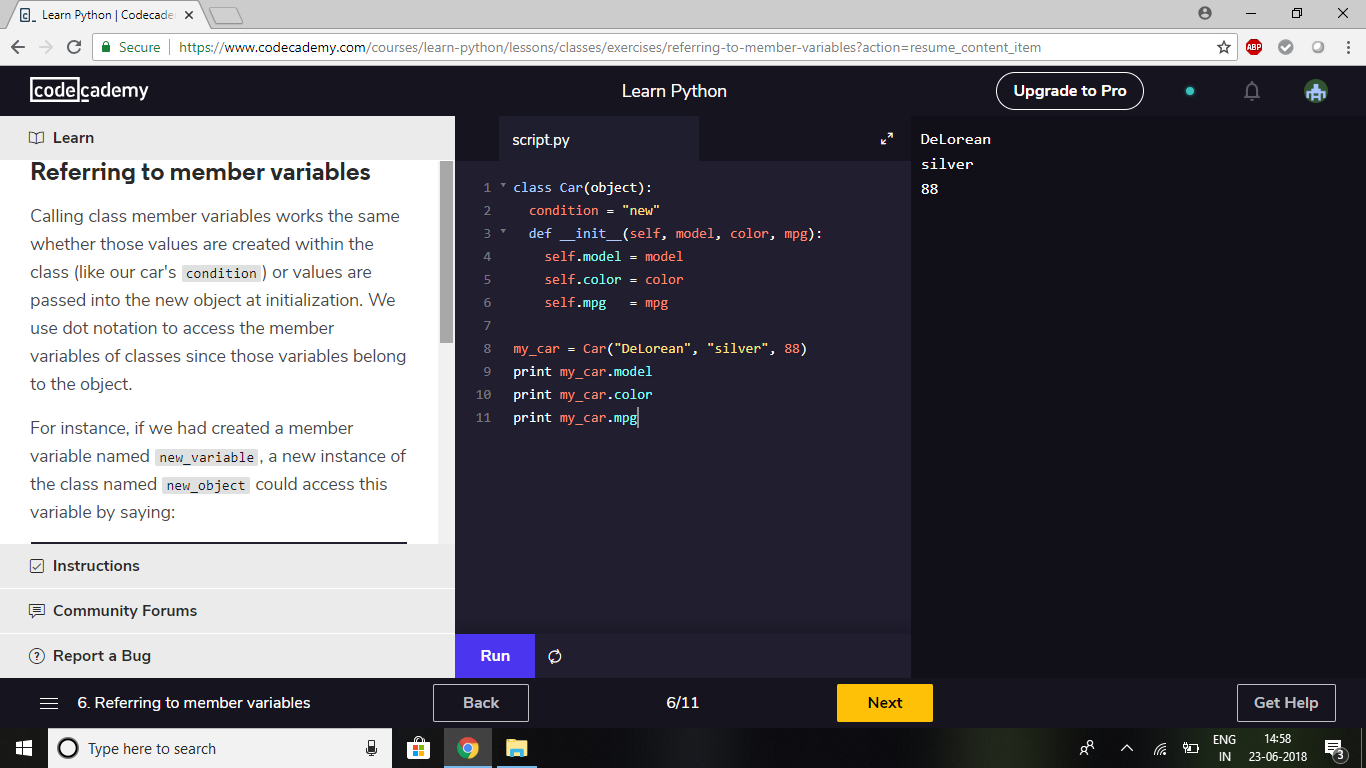 Learn Python | Codecade
Secure
https://www.codecademy.com/courses/learn-python/lessons/classes/exercises/referring-to-member-variables?action=resume_content_item
ABP
codecademy
Learn Python
Upgrade to Pro
Learn
Referring to member variables
Calling class member variables works the same
whether those values are created within the
class (like our car's condition) or values are
passed into the new object at initialization. We
use dot notation to access the member
variables of classes since those variables belong
to the object.
For instance, if we had created a member
variable named new_variable, a new instance of
the class named new_object could access this
variable by saying:
Instructions
Community Forums
Report a Bug
script.py
1 class Car(object):
2 condition = "new"
3 def __init__(self, model, color, mpg):
4 self.model = model
5 self.color = color
6 self.mpg   = mpg
7
8 my_car = Car("DeLorean", "silver", 88)
9 print my_car.model
10 print my_car.color
11 print my_car.mpg
Run
DeLorean
silver
88
6. Referring to member variables
Back
6/11
Next
Get Help
Type here to search
ENG
IN
14:58
23-06-2018
3